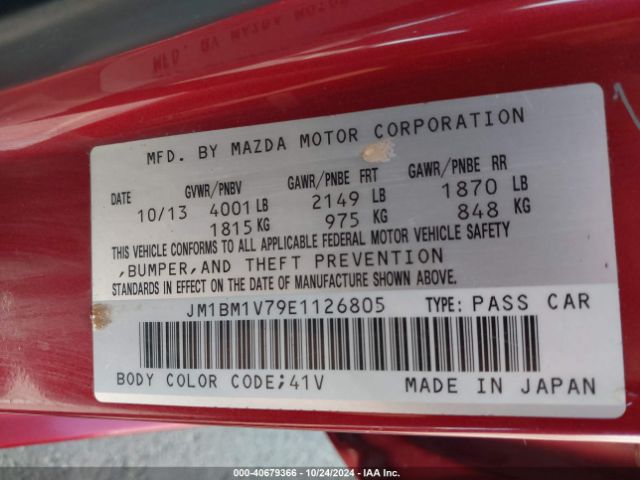 MFD. BY MAZDA MOTOR CORPORATION
DATE GVWR/PNBV GAWR/PNBE FRT GAWR/PNBE RR
10/13 4001 LB 2149 LB 1870 LB
1815 KG 975 KG 848 KG
THIS VEHICLE CONFORMS TO ALL APPLICABLE FEDERAL MOTOR VEHICLE SAFETY
,BUMPER,AND THEFT PREVENTION
STANDARDS IN EFFECT ON THE DATE OF MANUFACTURE SHOWN ABOVE.
JM1BM1V79E1126805 TYPE: PASS CAR
BODY COLOR CODE;41V MADE IN JAPAN
000-40679366 • 10/24/2024 • IAA Inc.